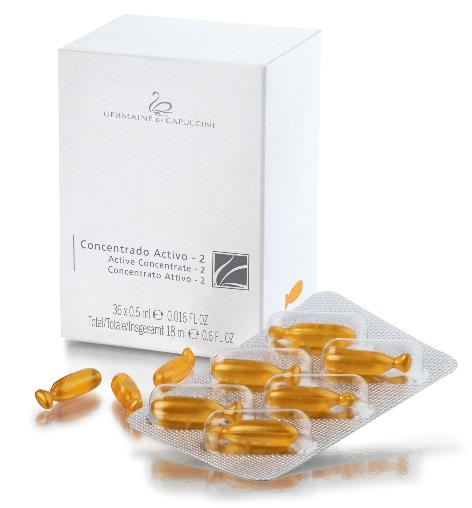 GERMAINE DE CAPUCCINI
Concentrado Activo - 2
Active Concentrate - 2
Concentrato Attivo - 2
36 x 0.5 ml ℮ 0.016 FL OZ
Total/Totale/Insgesamt 18 ml ℮ 0.6 FL OZ